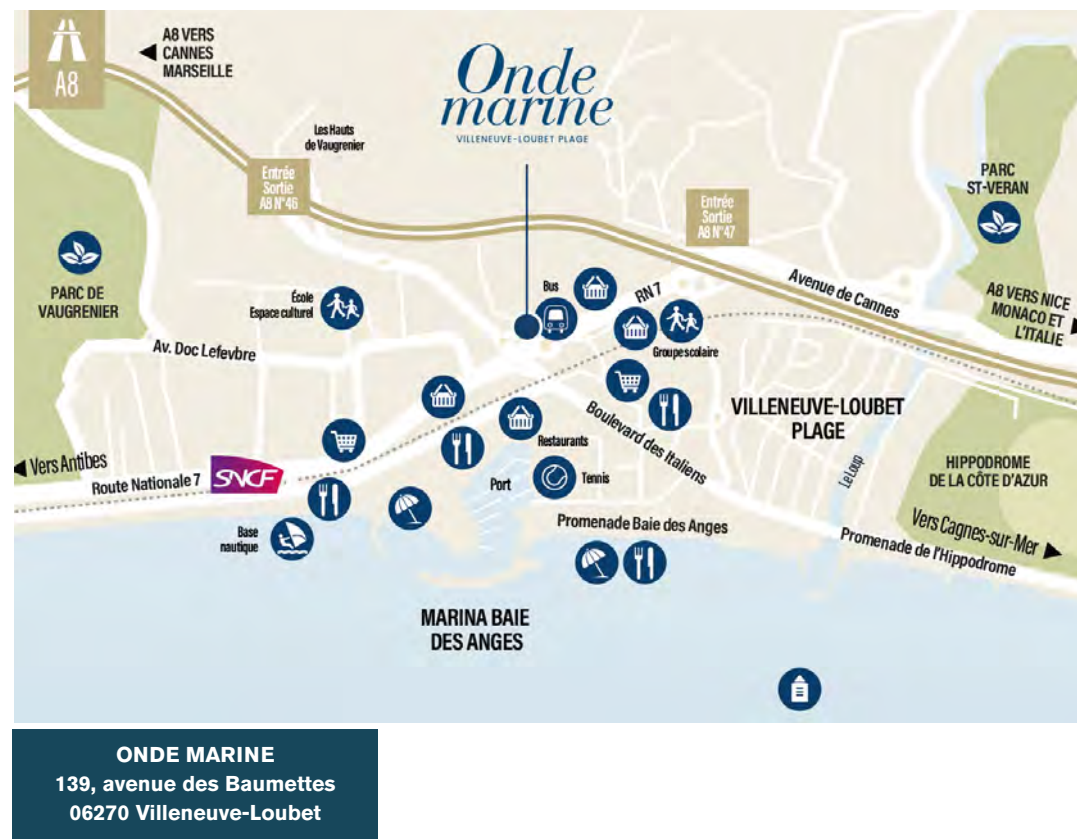 A8
A8 VERS
CANNES
MARSEILLE
Onde
marine
VILLENEUVE-LOUBET PLAGE
Les Hauts
de Vaugrenier
Entrée
Sortie
A8 N°46
Entrée
Sortie
A8 N°47
PARC
ST-VERAN
PARC DE
VAUGRENIER
École
Espace culturel
Bus
RN7
Avenue de Cannes
A8 VERS NICE
MONACO ET
L'ITALIE
Av. Doc Lefevbre
Groupe scolaire
VILLENEUVE-LOUBET
PLAGE
Boulevard des Italiens
Restaurants
Vers Antibes
Route Nationale 7
SNCF
Port
Tennis
Le Loup
HIPPODROME
DE LA CÔTE D'AZUR
Base
nautique
Promenade Baie des Anges
Vers Cagnes-sur-Mer
Promenade de l'Hippodrome
MARINA BAIE
DES ANGES
ONDE MARINE
139, avenue des Baumettes
06270 Villeneuve-Loubet